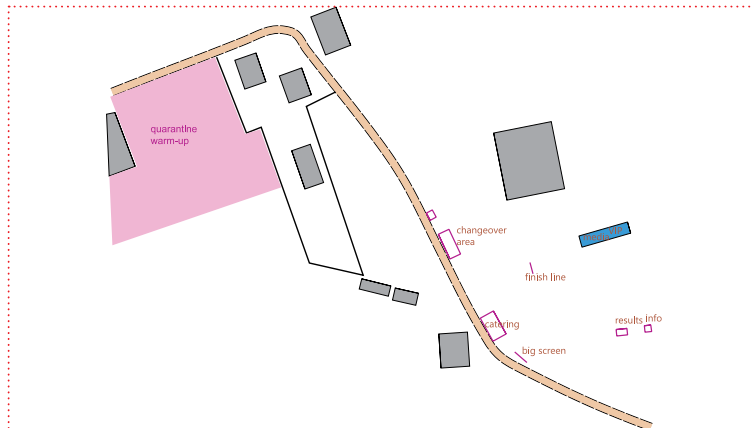 quarantine
warm-up
changeover
area
finish line
catering
results
info
big screen